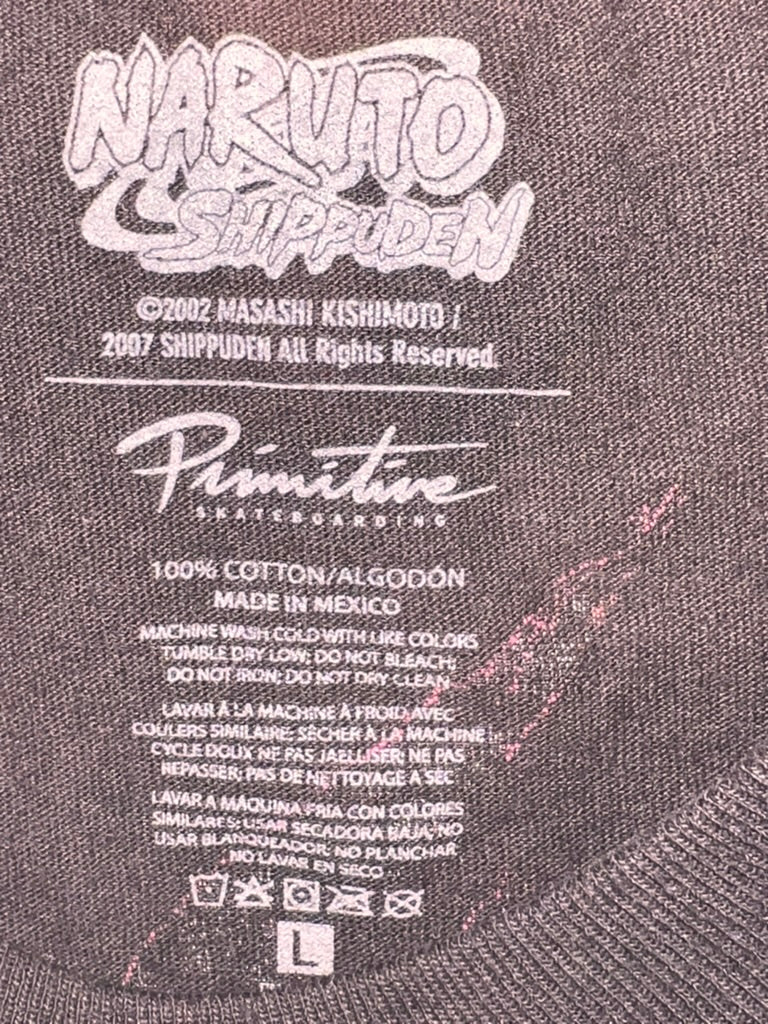 NARUTO
SHIPPUDEN
©2002 MASASHI KISHIMOTO /
2007 SHIPPUDEN All Rights Reserved.
Primitive
SKATEBOARDING
100% COTTON/ALGODÓN
MADE IN MEXICO
MACHINE WASH COLD WITH LIKE COLORS
TUMBLE DRY LOW; DO NOT BLEACH;
DO NOT IRON; DO NOT DRY CLEAN
LAVAR À LA MACHINE À FROID AVEC
COULERS SIMILAIRE; SÉCHER À LA MACHINE
CYCLE DOUX NE PAS JAELLISER; NE PAS
REPASSER; PAS DE NETTOYAGE À SEC
LAVAR A MÁQUINA FRIA CON COLORES
SIMILARES; USAR SECADORA BAJA; NO
USAR BLANQUEADOR; NO PLANCHAR
NO LAVAR EN SECO
L